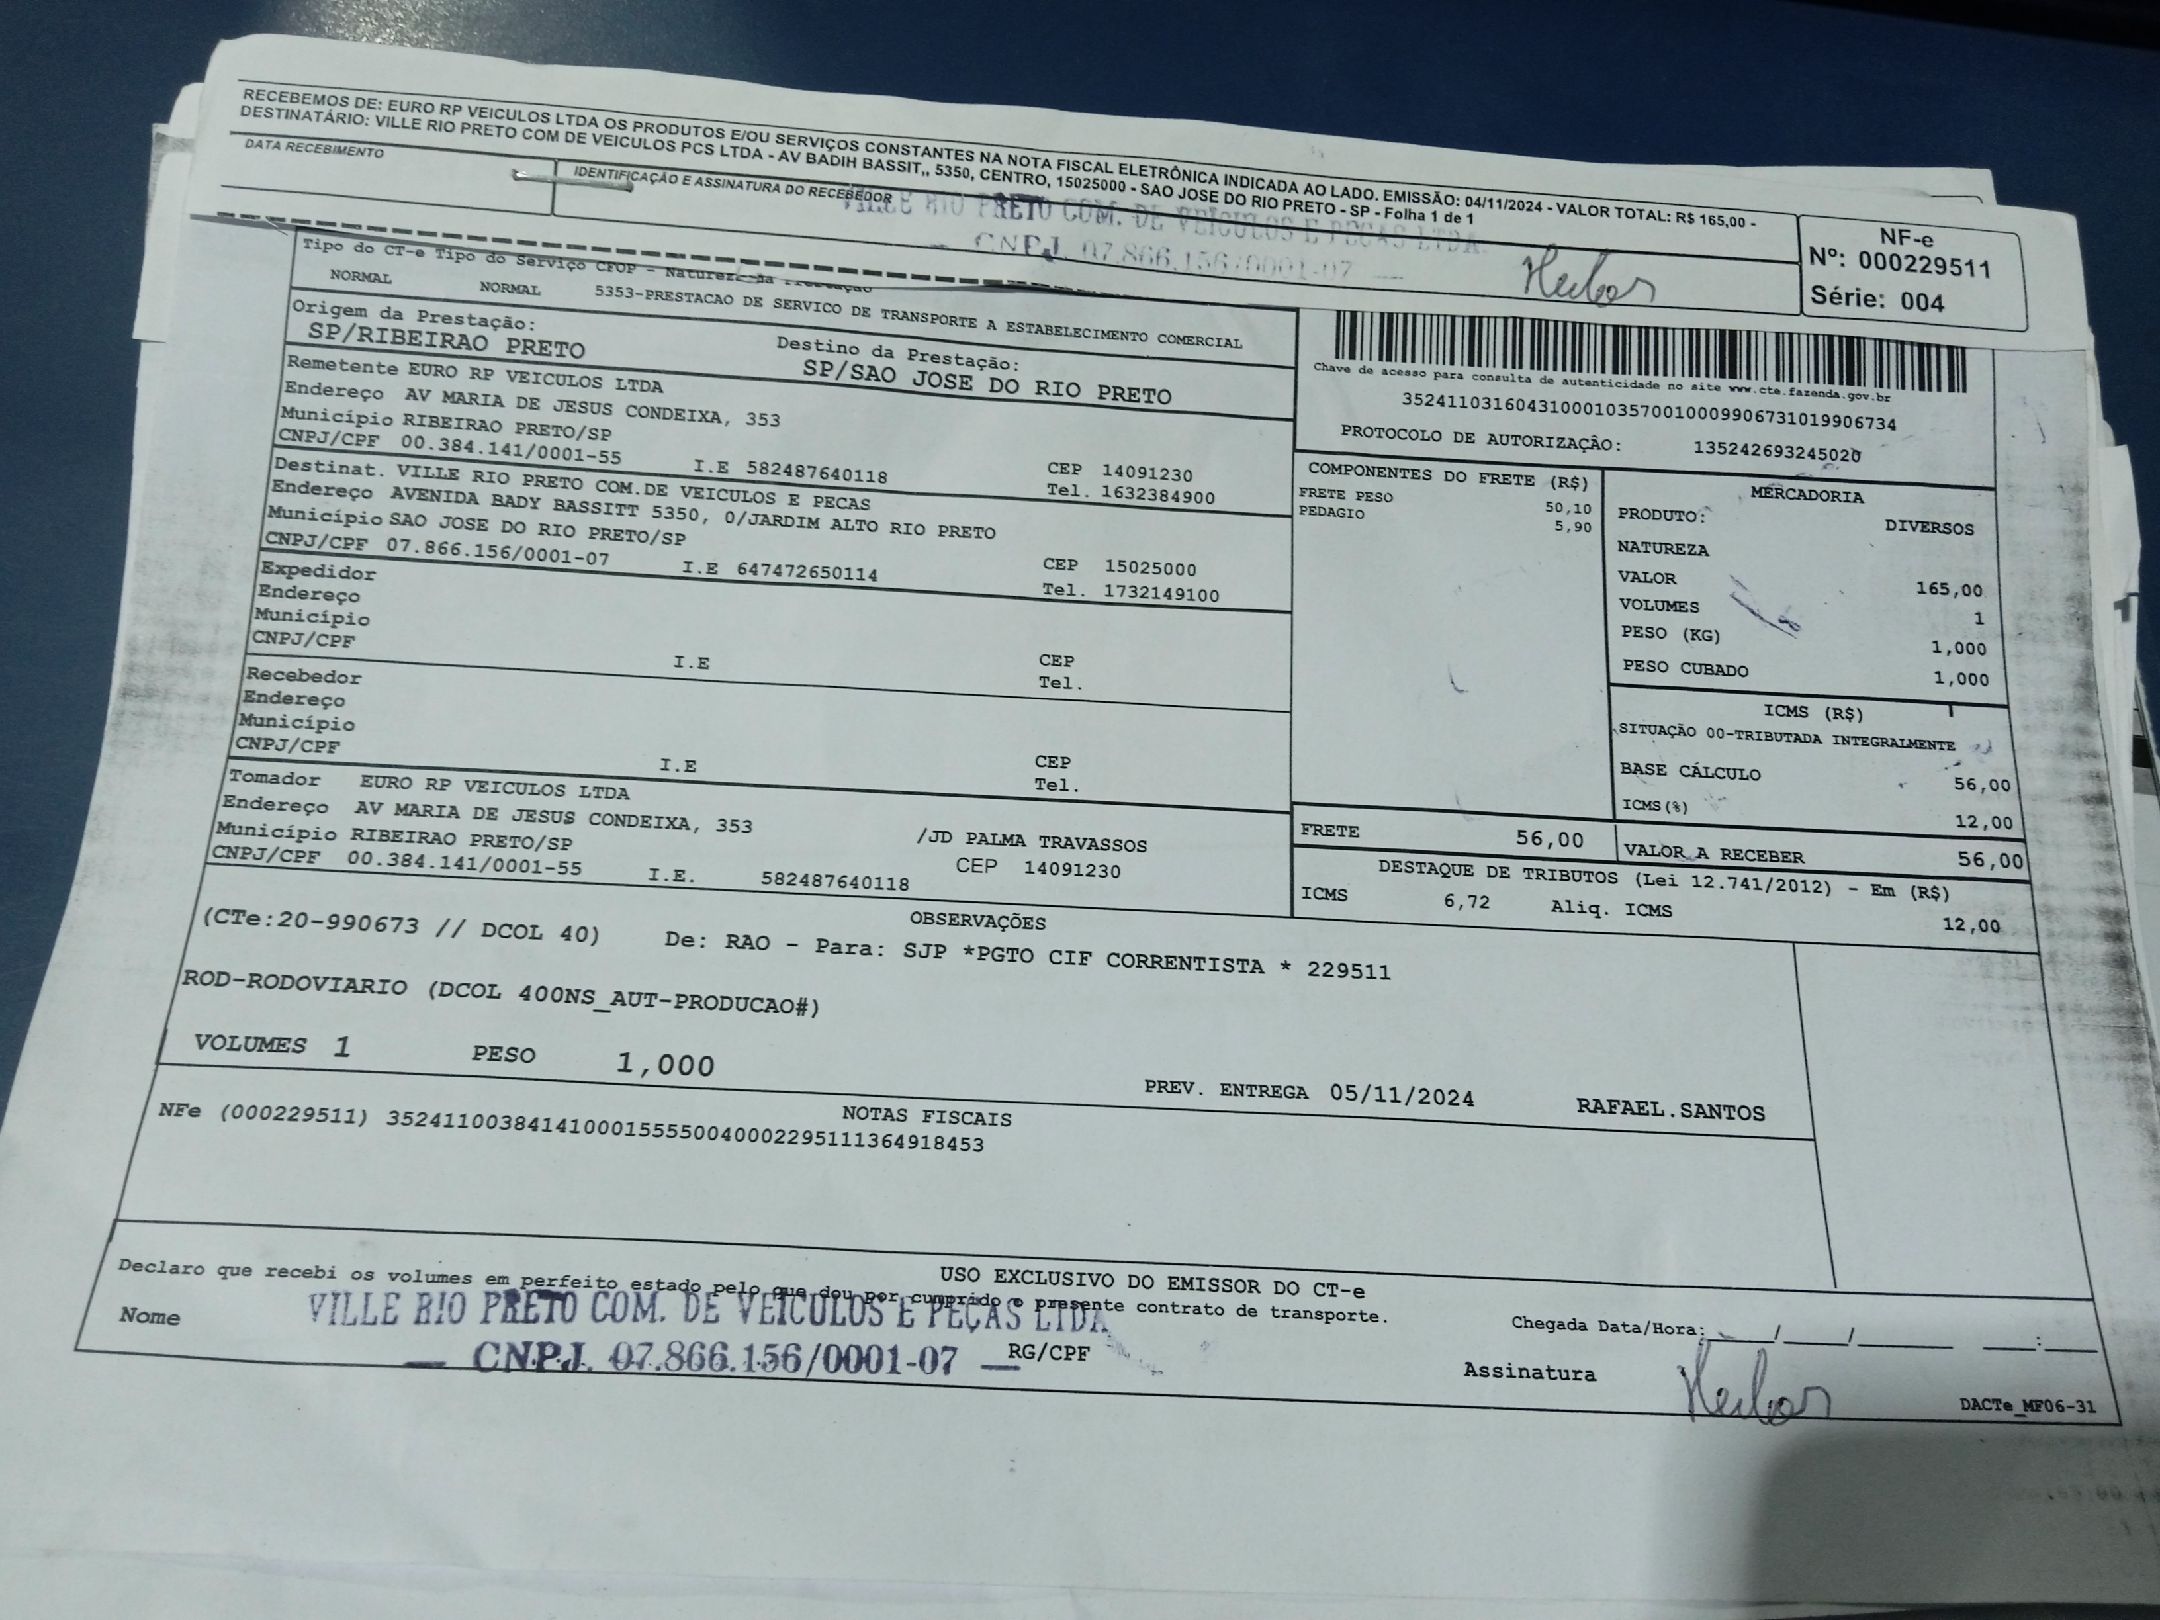 RECEBEMOS DE: EURO RP VEICULOS LTDA OS PRODUTOS E/OU SERVIÇOS CONSTANTES NA NOTA FISCAL ELETRÔNICA INDICADA AO LADO. EMISSÃO: 04/11/2024 - VALOR TOTAL: R$ 165,00 -
DESTINATÁRIO: VILLE RIO PRETO COM DE VEICULOS PCS LTDA - AV BADIH BASSIT,, 5350, CENTRO, 15025000 - SAO JOSE DO RIO PRETO - SP - Folha 1 de 1
DATA RECEBIMENTO
IDENTIFICAÇÃO E ASSINATURA DO RECEBEDOR
VILLE RIO PRETO COM. DE VEICULOS E PEÇAS LTDA
CNPJ. 07.866.156/0001-07
NF-e
Nº: 000229511
Série: 004
Tipo do CT-e Tipo do Serviço CFOP - Natureza da Prestação
NORMAL NORMAL 5353-PRESTACAO DE SERVICO DE TRANSPORTE A ESTABELECIMENTO COMERCIAL
Origem da Prestação:
SP/RIBEIRAO PRETO
Destino da Prestação:
SP/SAO JOSE DO RIO PRETO
Remetente EURO RP VEICULOS LTDA
Endereço AV MARIA DE JESUS CONDEIXA, 353
Município RIBEIRAO PRETO/SP CEP 14091230
CNPJ/CPF 00.384.141/0001-55 I.E 582487640118 Tel. 1632384900
Destinat. VILLE RIO PRETO COM.DE VEICULOS E PECAS
Endereço AVENIDA BADY BASSITT 5350, 0/JARDIM ALTO RIO PRETO
Município SAO JOSE DO RIO PRETO/SP CEP 15025000
CNPJ/CPF 07.866.156/0001-07 I.E 647472650114 Tel. 1732149100
Expedidor
Endereço
Município CEP
CNPJ/CPF I.E Tel.
Recebedor
Endereço
Município CEP
CNPJ/CPF I.E Tel.
Tomador EURO RP VEICULOS LTDA
Endereço AV MARIA DE JESUS CONDEIXA, 353 /JD PALMA TRAVASSOS
Município RIBEIRAO PRETO/SP CEP 14091230
CNPJ/CPF 00.384.141/0001-55 I.E. 582487640118
Chave de acesso para consulta de autenticidade no site www.cte.fazenda.gov.br
35241103160431000103570010009906731019906734
PROTOCOLO DE AUTORIZAÇÃO: 135242693245020
COMPONENTES DO FRETE (R$)
FRETE PESO 50,10
PEDAGIO 5,90
MERCADORIA
PRODUTO: DIVERSOS
NATUREZA
VALOR 165,00
VOLUMES 1
PESO (KG) 1,000
PESO CUBADO 1,000
ICMS (R$)
SITUAÇÃO 00-TRIBUTADA INTEGRALMENTE
BASE CÁLCULO 56,00
ICMS(%) 12,00
FRETE 56,00
VALOR A RECEBER 56,00
DESTAQUE DE TRIBUTOS (Lei 12.741/2012) - Em (R$)
ICMS 6,72 Aliq. ICMS 12,00
OBSERVAÇÕES
(CTe:20-990673 // DCOL 40) De: RAO - Para: SJP *PGTO CIF CORRENTISTA * 229511
ROD-RODOVIARIO (DCOL 400NS_AUT-PRODUCAO#)
VOLUMES 1 PESO 1,000 PREV. ENTREGA 05/11/2024 RAFAEL.SANTOS
NOTAS FISCAIS
NFe (000229511) 35241100384141000155550040002295111364918453
USO EXCLUSIVO DO EMISSOR DO CT-e
Declaro que recebi os volumes em perfeito estado pelo que dou por cumprido o presente contrato de transporte.
Nome
VILLE RIO PRETO COM. DE VEICULOS E PEÇAS LTDA
CNPJ. 07.866.156/0001-07
RG/CPF
Chegada Data/Hora: ____/____/______ ___:___
Assinatura
DACTe_MF06-31